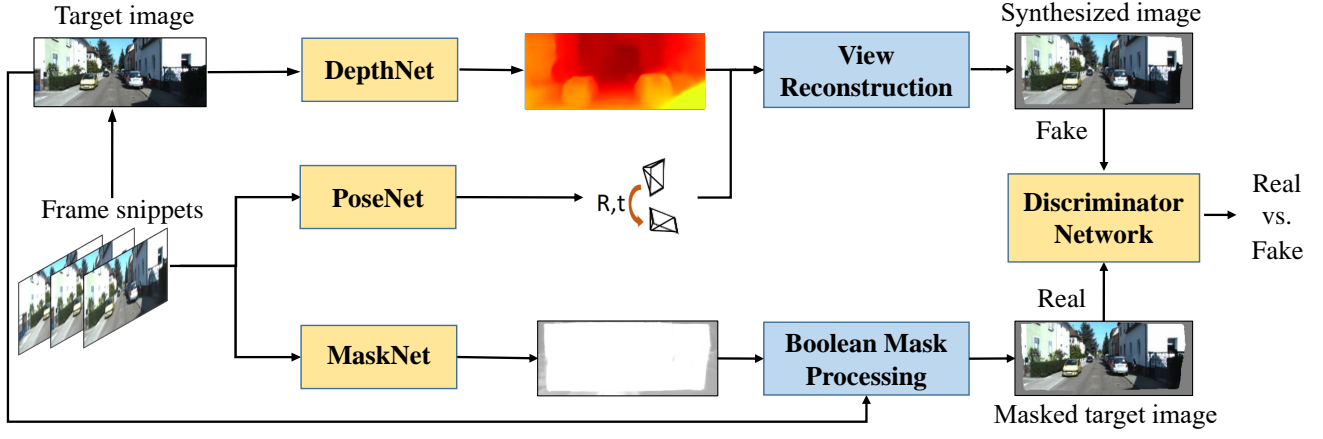 Target image
DepthNet
View
Reconstruction
Synthesized image
Fake
Frame snippets
PoseNet
R,t
Discriminator
Network
Real
vs.
Fake
MaskNet
Boolean Mask
Processing
Real
Masked target image